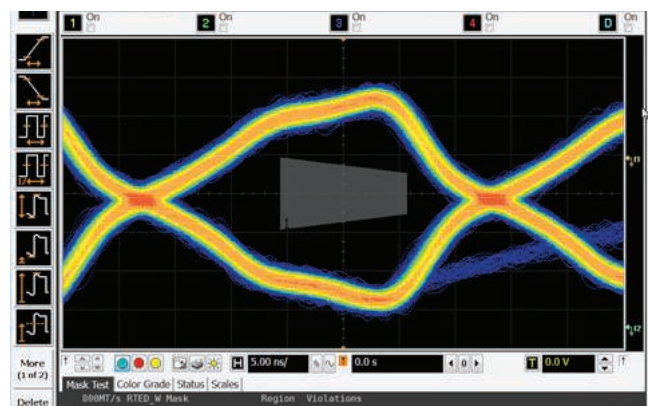 1 On 2 On 3 On 4 On D On
1/
More
(1 of 2)
H 5.00 ns/ T 0.0 s 0 T 0.0 V
Mask Test Color Grade Status Scales
Delete 800MT/s RTED_W Mask Region Violations